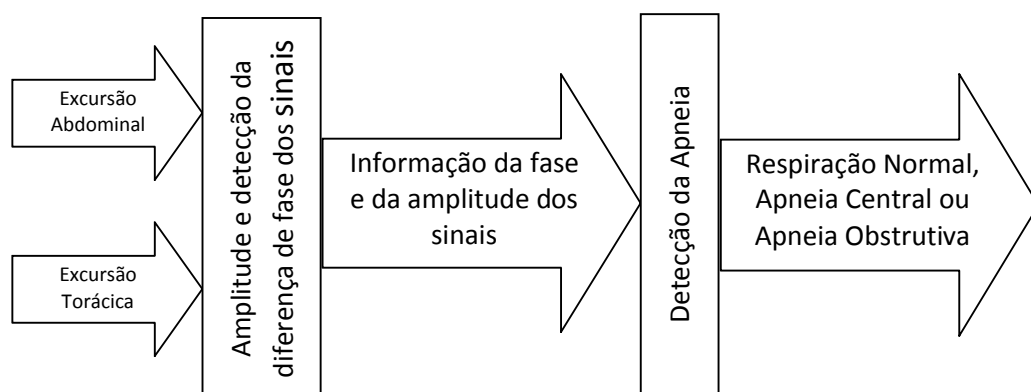 Excursão
Abdominal
Excursão
Torácica
Amplitude e detecção da
diferença de fase dos sinais
Informação da fase
e da amplitude dos
sinais
Detecção da Apneia
Respiração Normal,
Apneia Central ou
Apneia Obstrutiva